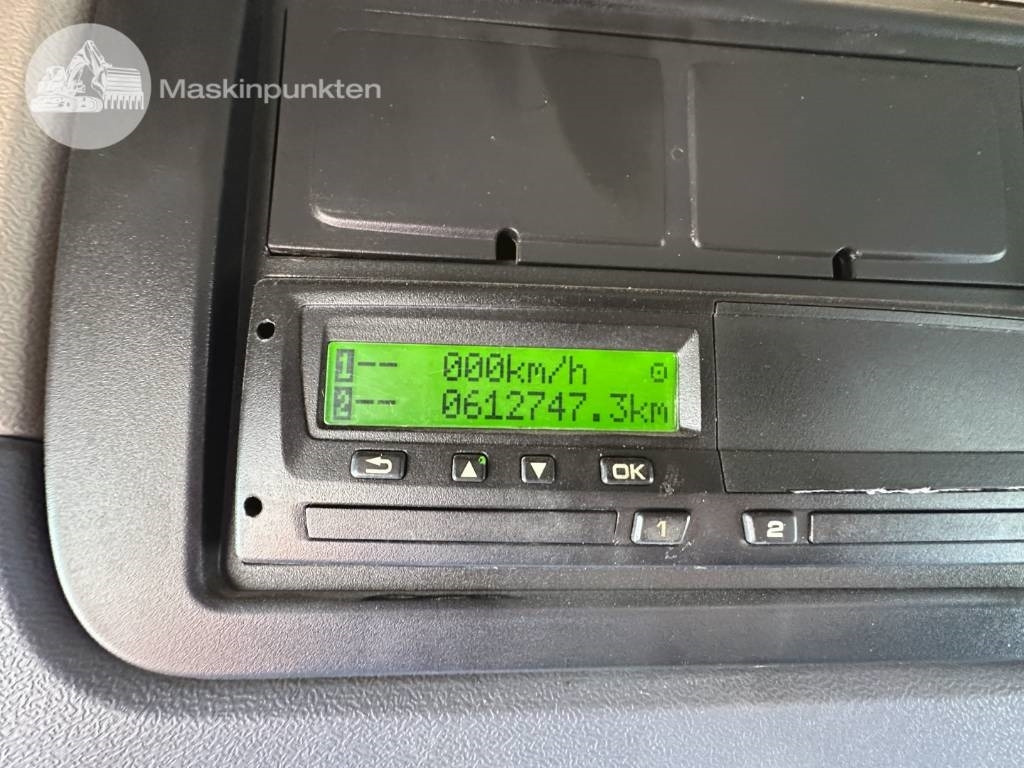 Maskinpunkten
1-- 000km/h
2-- 0612747.3km
OK
1 2